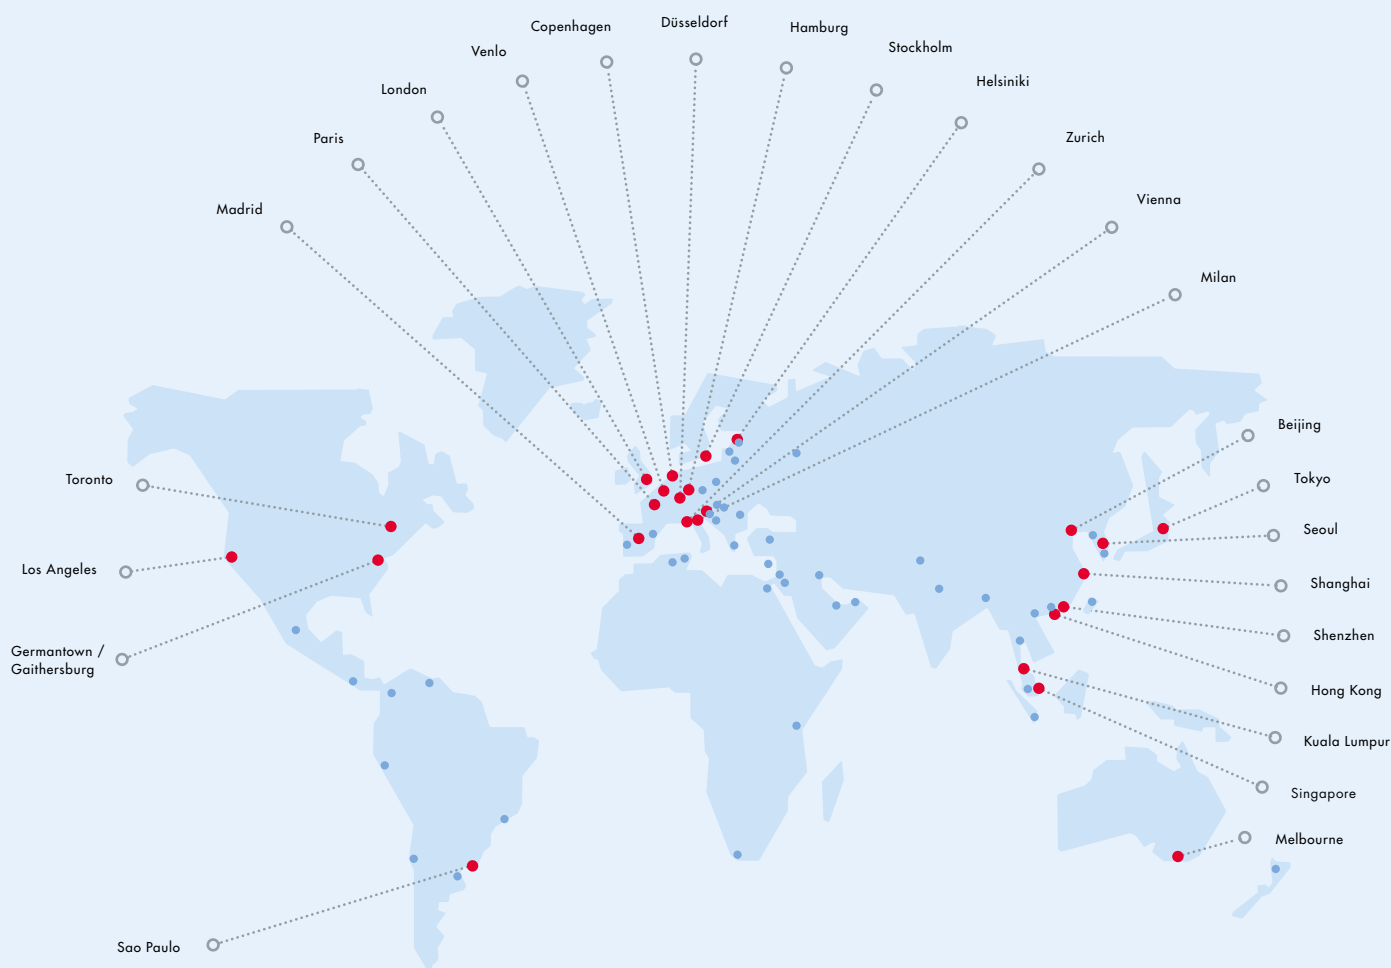 Düsseldorf
Copenhagen
Hamburg
Venlo
Stockholm
London
Helsiniki
Paris
Zurich
Madrid
Vienna
Milan
Beijing
Toronto
Tokyo
Seoul
Los Angeles
Shanghai
Shenzhen
Germantown /
Gaithersburg
Hong Kong
Kuala Lumpur
Singapore
Melbourne
Sao Paulo